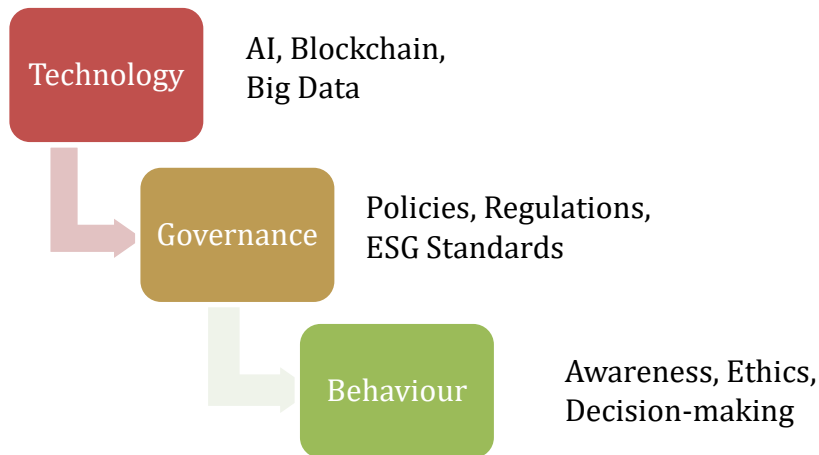 Technology
AI, Blockchain,
Big Data
Governance
Policies, Regulations,
ESG Standards
Behaviour
Awareness, Ethics,
Decision-making